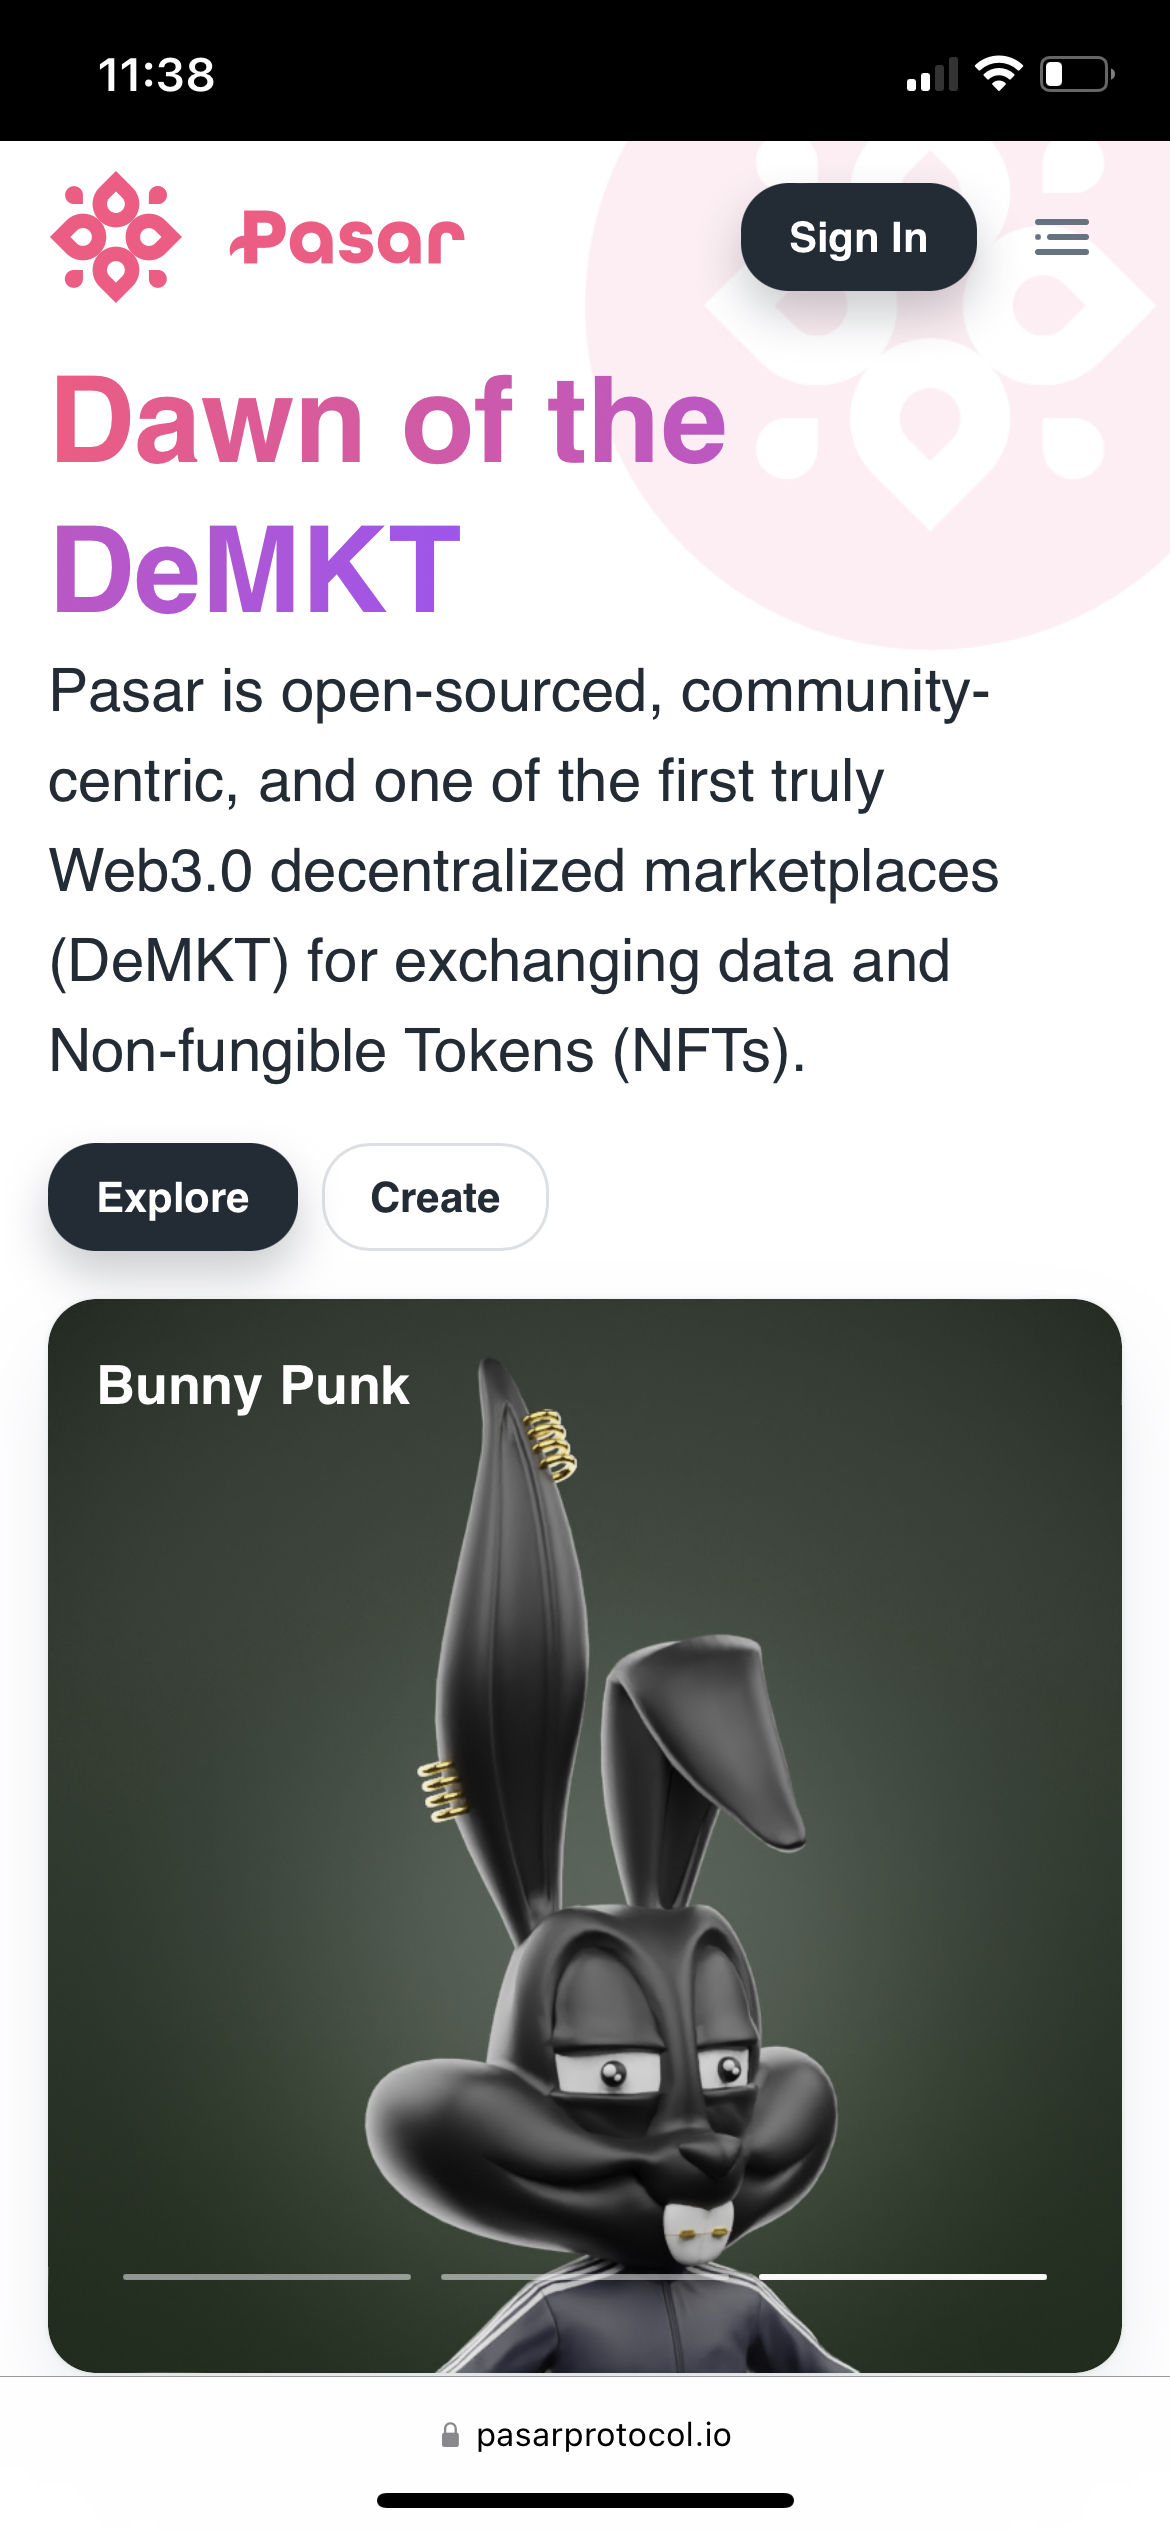 11:38
Pasar
Sign In
Dawn of the
DeMKT
Pasar is open-sourced, community-
centric, and one of the first truly
Web3.0 decentralized marketplaces
(DeMKT) for exchanging data and
Non-fungible Tokens (NFTs).
Explore
Create
Bunny Punk
pasarprotocol.io